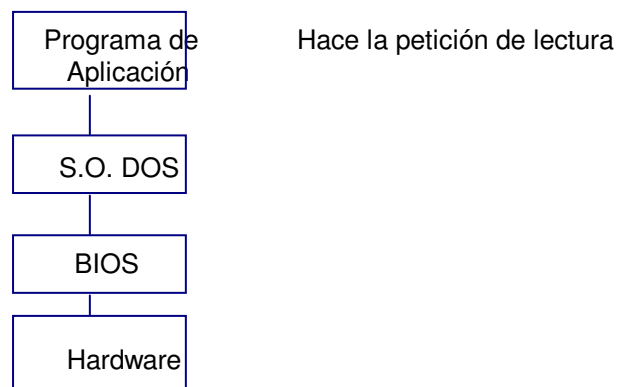 Programa de Aplicación
Hace la petición de lectura
S.O. DOS
BIOS
Hardware